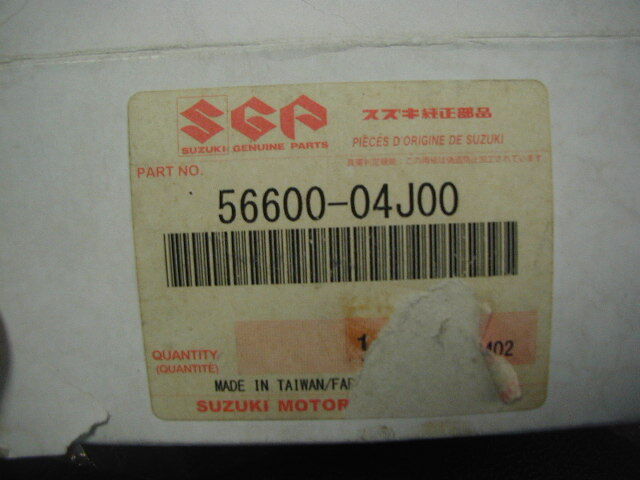 SGP
スズキ純正部品
SUZUKI GENUINE PARTS
PIÈCES D'ORIGINE DE SUZUKI
PART NO.
56600-04J00
1
402
QUANTITY
(QUANTITÉ)
MADE IN TAIWAN/FA
SUZUKI MOTOR